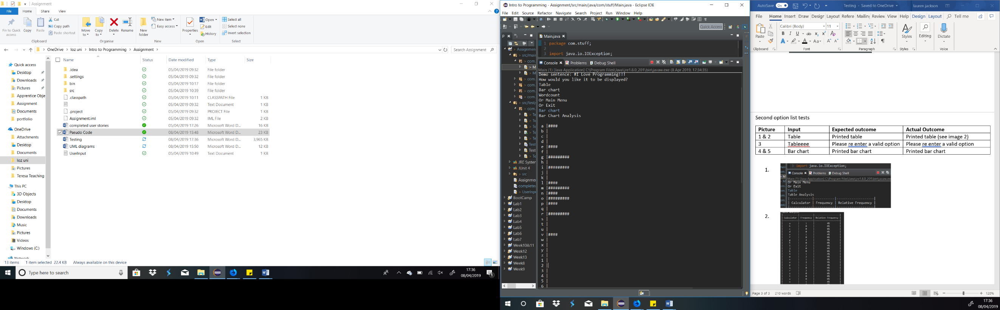 Assignment
File Home Share View
Pin to Quick access
Copy
Paste
Cut
Copy path
Paste shortcut
Clipboard
Move to
Copy to
Delete
Rename
Organise
New folder
New item
Easy access
New
Properties
Open
Edit
History
Open
Select all
Select none
Invert selection
Select
OneDrive > loz uni > Intro to Programming > Assignment >
Search Assignment
Quick access
Desktop
Downloads
Pictures
Apprentice Obje
Assignment
Documents
portfolio
OneDrive
Attachments
Desktop
Documents
loz uni
Pictures
Teresa Teaching
This PC
3D Objects
Desktop
Documents
Downloads
Music
Pictures
Videos
Windows (C:)
Network
Name Status Date modified Type Size
.idea 05/04/2019 09:32 File folder
.settings 05/04/2019 09:32 File folder
bin 05/04/2019 10:17 File folder
src 05/04/2019 10:39 File folder
.classpath 05/04/2019 10:11 CLASSPATH File 1 KB
05/04/2019 09:32 Text Document 1 KB
.project 05/04/2019 09:32 PROJECT File 1 KB
Assignment.iml 05/04/2019 09:32 IML File 2 KB
completed user stories 05/04/2019 17:26 Microsoft Word D... 16 KB
Pseudo Code 08/04/2019 15:48 Microsoft Word D... 23 KB
Testing 08/04/2019 17:36 Microsoft Word D... 3,965 KB
UML diagrams 08/04/2019 15:50 Microsoft Word D... 12 KB
UserInput 05/04/2019 10:49 Text Document 1 KB
13 items 1 item selected 22.4 KB Always available on this device
Type here to search
17:36
08/04/2019
1
Intro to Programming - Assignment/src/main/java/com/stuff/Main.java - Eclipse IDE
File Edit Source Refactor Navigate Search Project Run Window Help
Quick Access
P
> Assignmen
> src/mair
> com.
> M
> M
> com.
> com.
> com.
> com.
> src/test/
> com.
> Te
> Te
> Te
> Te
> Te
Test
Test
> Te
JRE System
JUnit 4
> src
Assignme
completed
> UserInpu
BootCamp
Lab1
Lab2
Lab3
Lab4
Lab5
Lab6
Lab7
Week10&11
Week12
Week13
Week8
Week9
Main.java
1 package com.stuff;
2
3 import java.io.IOException;
Console Problems Debug Shell
Main (1) [Java Application] C:\Program Files\Java\jre1.8.0_201\bin\javaw.exe (8 Apr 2019, 17:34:35)
Demo sentence: #I Love Programming!!!
How would you like it to be displayed?
Table
Bar chart
Wordcount
Or Main Menu
Or Exit
Bar chart
Bar Chart Analysis
a |####
b |
c |
d |
e |####
f |
g |#########
h |
i |#########
j |
k |
l |####
m |#########
n |####
o |#########
p |####
q |
r |#########
s |
t |
u |
v |####
w |
x |
y |
z |
1 |
2 |
3 |
4 |
5 |
6 |
AutoSave On
Testing - Saved to OneDrive
lauren jackson
File Home Insert Draw Design Layout Refere Mailing Review View Help Design Layout Tell me
Paste
Clipboard
Calibri (Body) 11
Font
Paragraph
Styles
Styles
Editing
Dictate
Voice
Second option list tests
Picture Input Expected outcome Actual Outcome
1 & 2 Table Printed table Printed table (see image 2)
3 Tableeee Please re enter a valid option Please re enter a valid option
4 & 5 Bar chart Printed bar chart Printed bar chart
1.
3 import java.io.IOException;
Console Problems Debug Shell
Main (1) [Java Application] C:\Program Files\Java\jre1.8.0_201\bin\javaw.exe
Or Main Menu
Or Exit
Table
Table Analysis
| Calculator | Frequency | Relative Frequency |
2.
| Calculator | Frequency | Relative Frequency |
Page 3 of 3 210 words
120%
17:36
08/04/2019